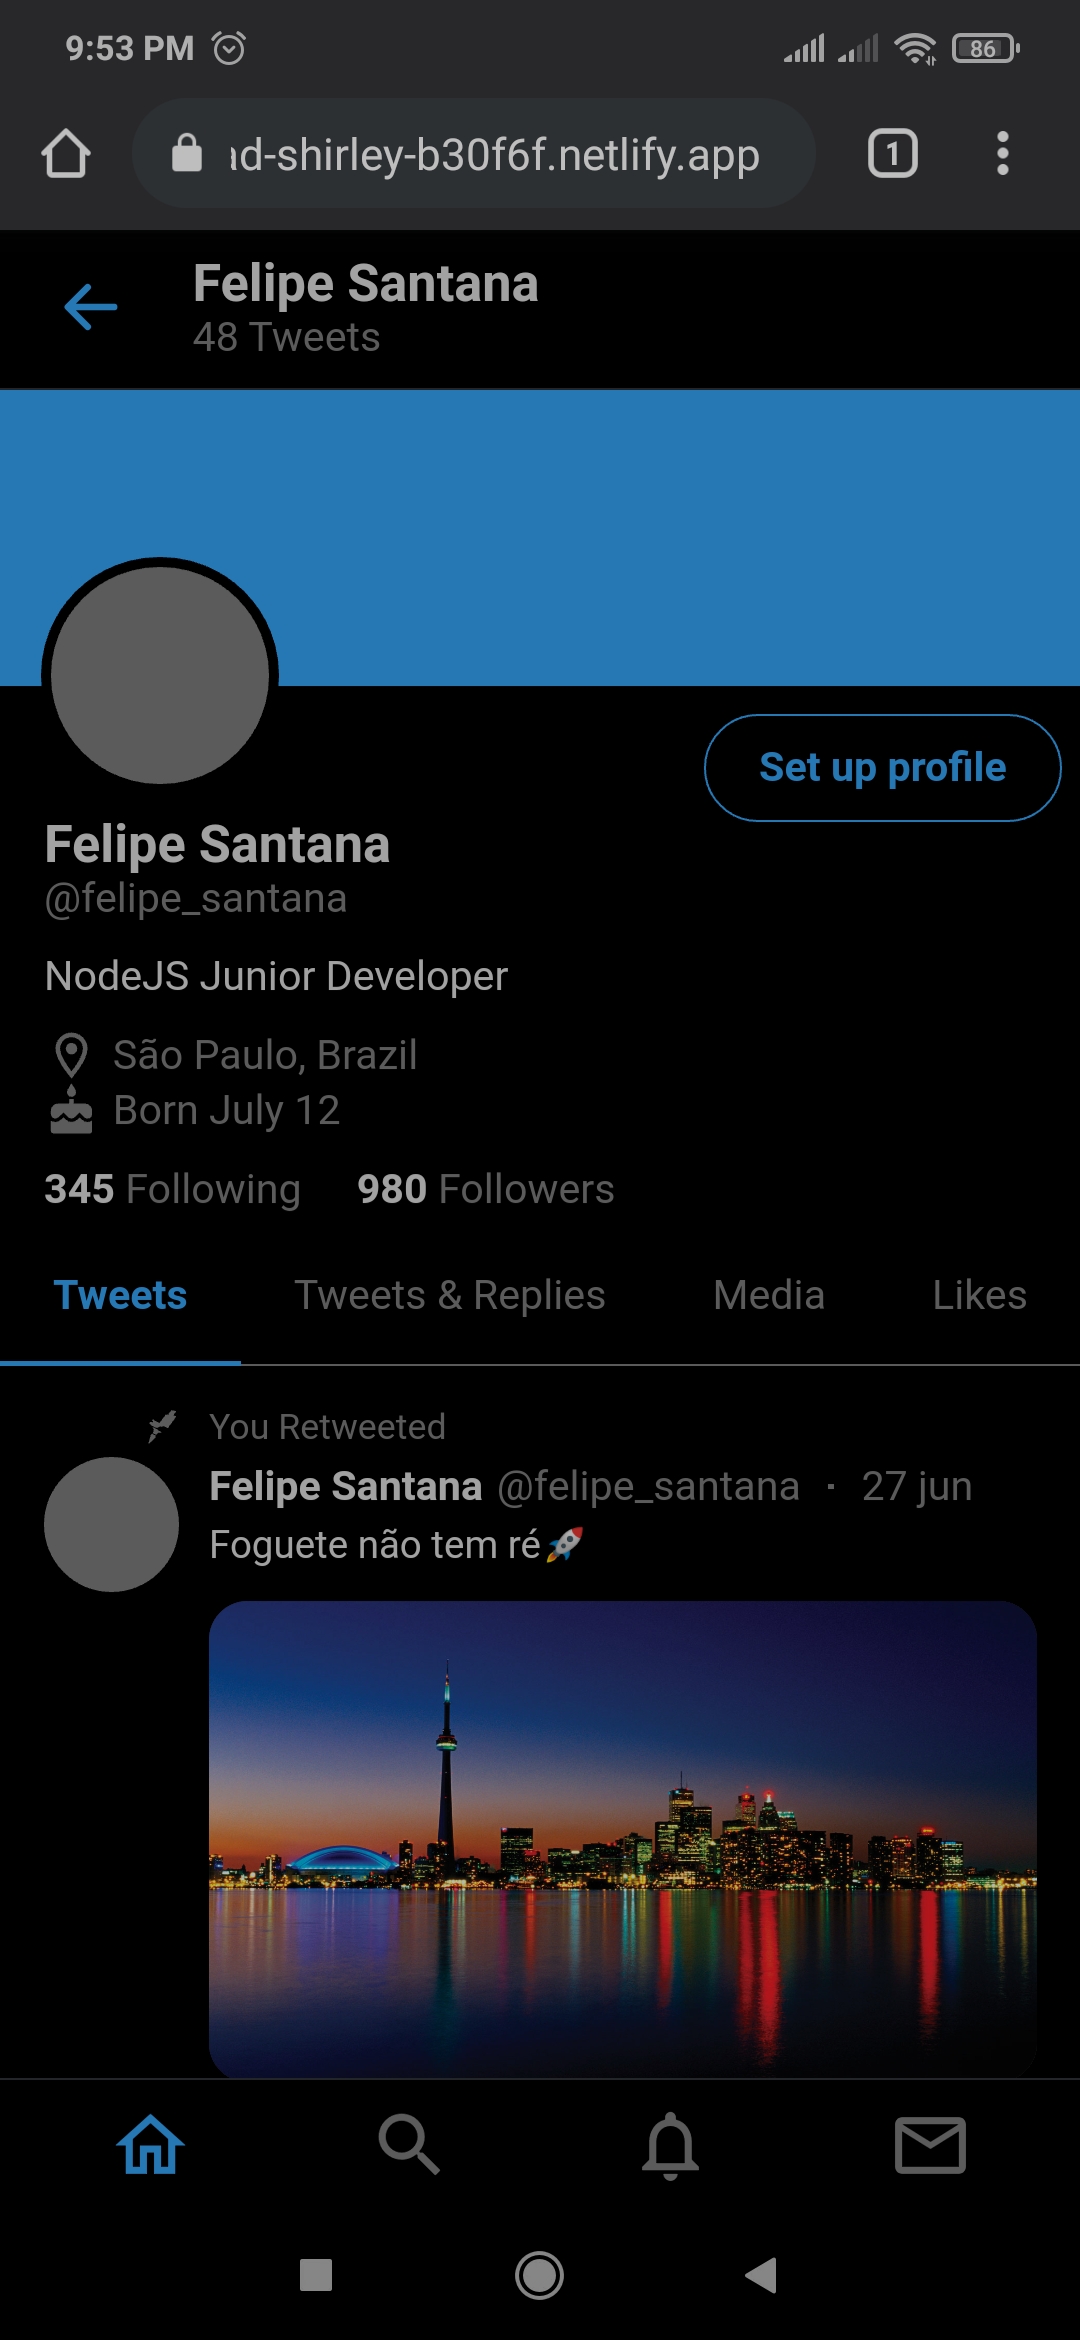 9:53 PM
86
ad-shirley-b30f6f.netlify.app
1
Felipe Santana
48 Tweets
Set up profile
Felipe Santana
@felipe_santana
NodeJS Junior Developer
São Paulo, Brazil
Born July 12
345 Following 980 Followers
Tweets Tweets & Replies Media Likes
You Retweeted
Felipe Santana @felipe_santana · 27 jun
Foguete não tem ré🚀